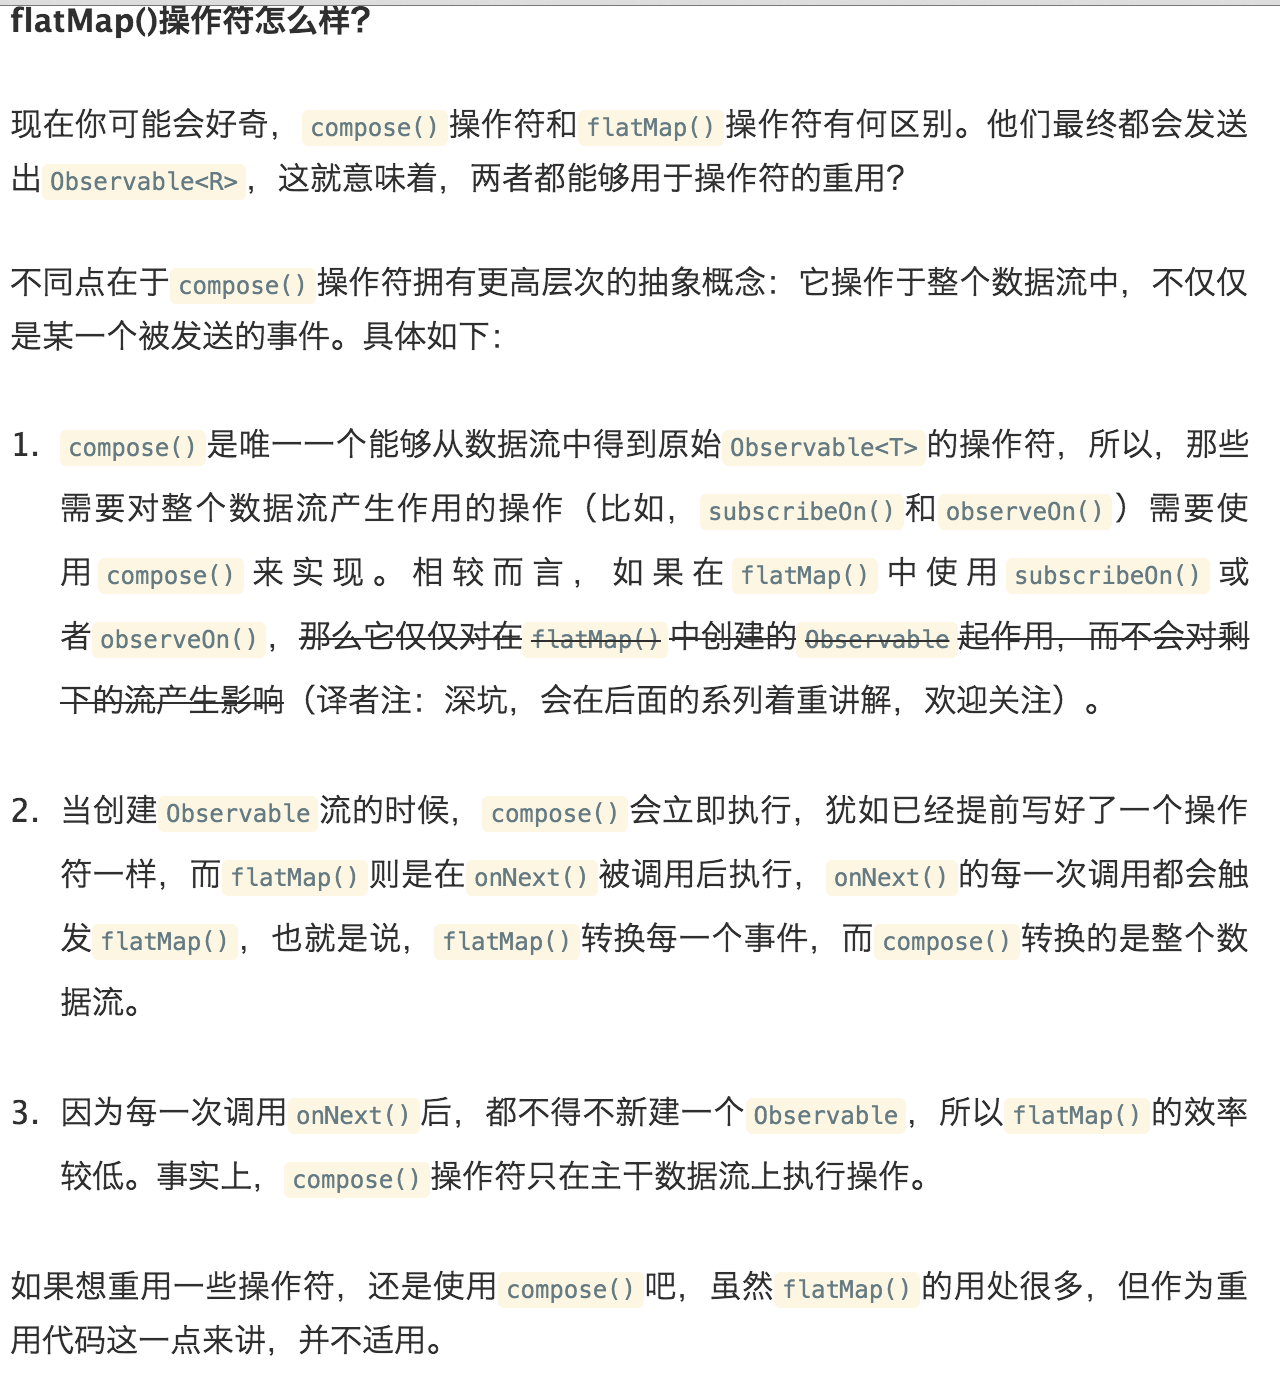 flatMap()操作符怎么样？
现在你可能会好奇，compose()操作符和flatMap()操作符有何区别。他们最终都会发送
出Observable<R>，这就意味着，两者都能够用于操作符的重用？
不同点在于compose()操作符拥有更高层次的抽象概念：它操作于整个数据流中，不仅仅
是某一个被发送的事件。具体如下：
1. compose()是唯一一个能够从数据流中得到原始Observable<T>的操作符，所以，那些
需要对整个数据流产生作用的操作（比如，subscribeOn()和observeOn()）需要使
用compose()来实现。相较而言，如果在flatMap()中使用subscribeOn()或
者observeOn()，那么它仅仅对在flatMap()中创建的Observable起作用，而不会对剩
下的流产生影响（译者注：深坑，会在后面的系列着重讲解，欢迎关注）。
2. 当创建Observable流的时候，compose()会立即执行，犹如已经提前写好了一个操作
符一样，而flatMap()则是在onNext()被调用后执行，onNext()的每一次调用都会触
发flatMap()，也就是说，flatMap()转换每一个事件，而compose()转换的是整个数
据流。
3. 因为每一次调用onNext()后，都不得不新建一个Observable，所以flatMap()的效率
较低。事实上，compose()操作符只在主干数据流上执行操作。
如果想重用一些操作符，还是使用compose()吧，虽然flatMap()的用处很多，但作为重
用代码这一点来讲，并不适用。